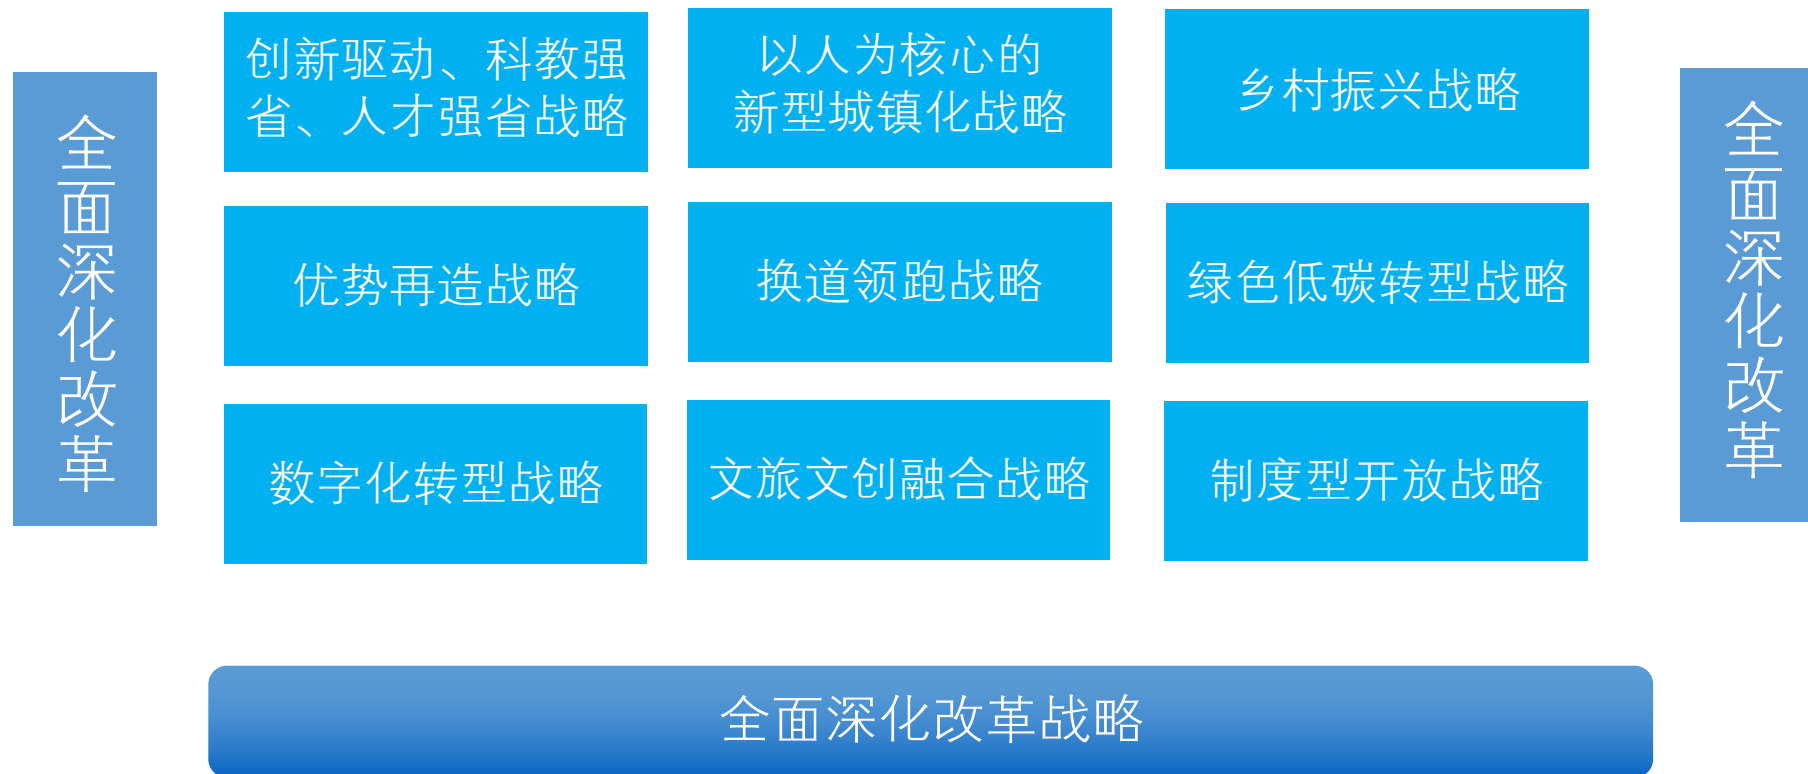 全面深化改革
创新驱动、科教强
省、人才强省战略
以人为核心的
新型城镇化战略
乡村振兴战略
优势再造战略
换道领跑战略
绿色低碳转型战略
数字化转型战略
文旅文创融合战略
制度型开放战略
全面深化改革
全面深化改革战略